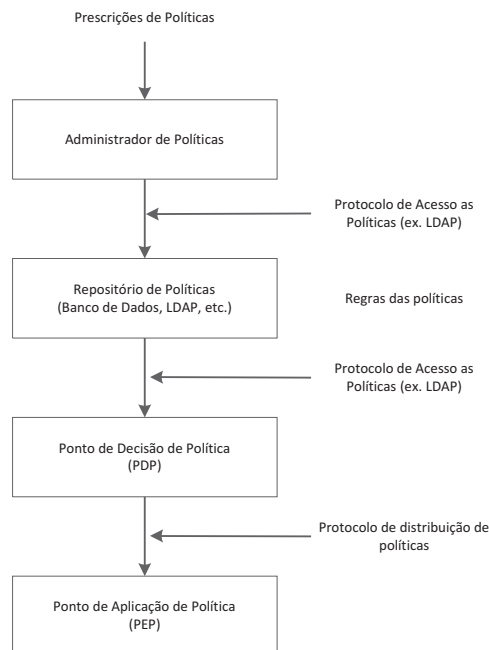 Prescrições de Políticas
Administrador de Políticas
Protocolo de Acesso as
Políticas (ex. LDAP)
Repositório de Políticas
(Banco de Dados, LDAP, etc.)
Regras das políticas
Protocolo de Acesso as
Políticas (ex. LDAP)
Ponto de Decisão de Política
(PDP)
Protocolo de distribuição de
políticas
Ponto de Aplicação de Política
(PEP)